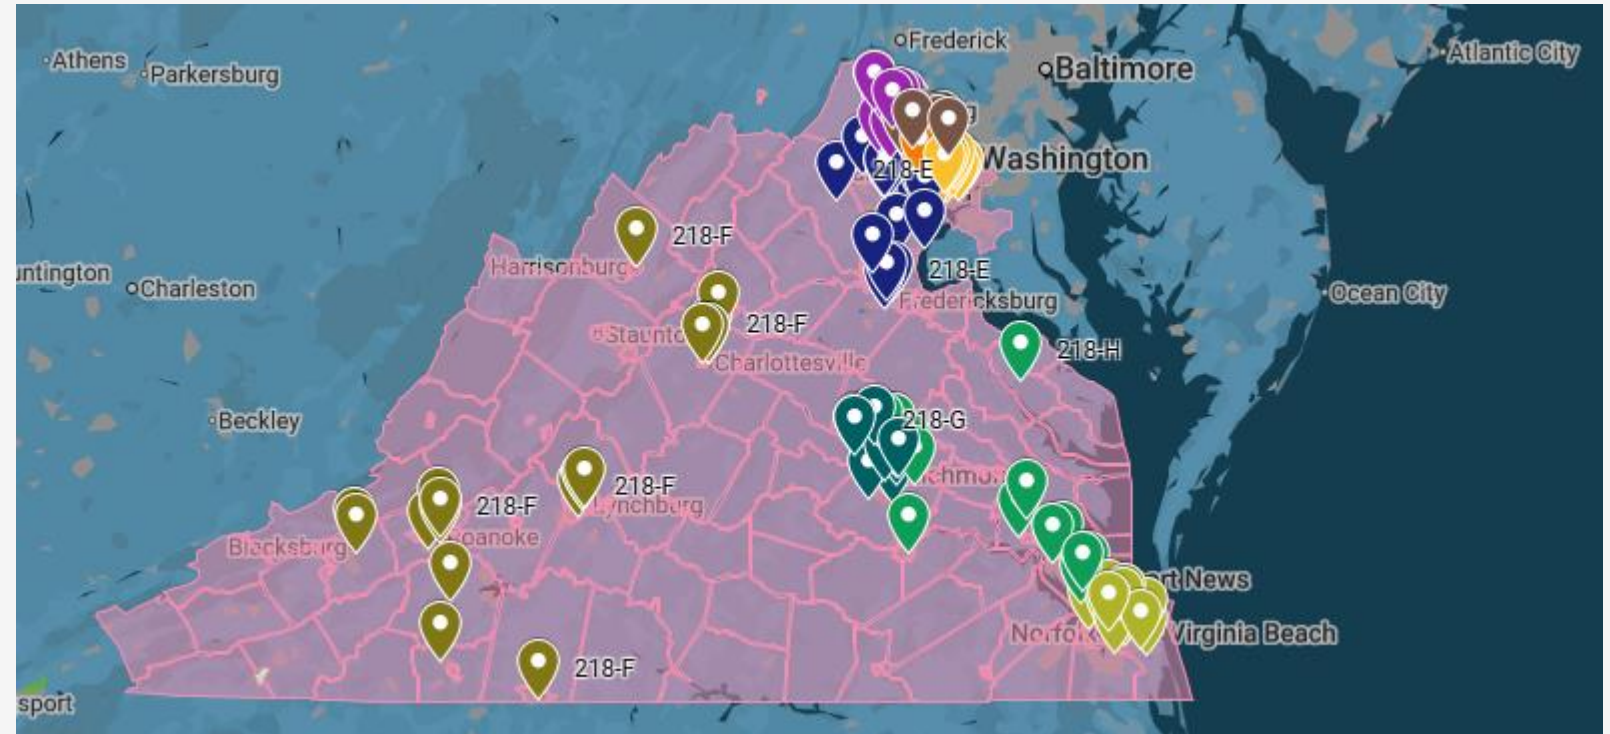 Frederick
Athens
Parkersburg
Baltimore
Atlantic City
Washington
218-E
218-F
Harrisonburg
218-E
untington
Charleston
Fredericksburg
Ocean City
218-F
Staunto
Charlottesville
218-H
Beckley
218-G
218-F
218-F
Lynchburg
Blacksburg
oanoke
rt News
Norfolk
Virginia Beach
218-F
sport